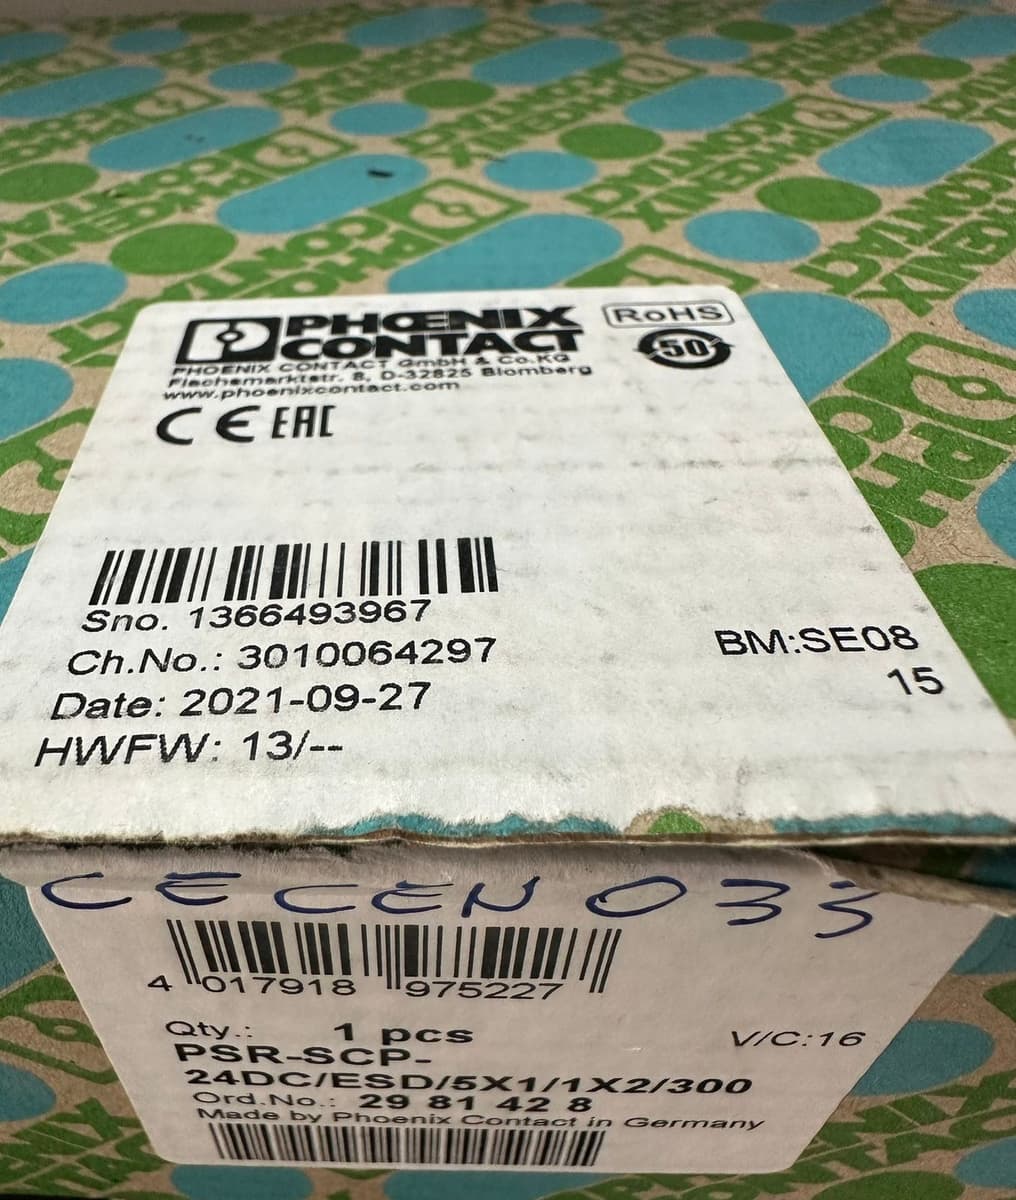 PHŒNIX
CONTACT
RoHS
50
PHOENIX CONTACT GmbH & Co.KG
Flachsmarktstr. 8, D-32825 Blomberg
www.phoenixcontact.com
CE EAC
Sno. 1366493967
Ch.No.: 3010064297
BM:SE08
Date: 2021-09-27
15
HWFW: 13/--
CECEN 033
4 017918 975227
Qty.: 1 pcs
V/C:16
PSR-SCP-
24DC/ESD/5X1/1X2/300
Ord.No.: 29 81 42 8
Made by Phoenix Contact in Germany